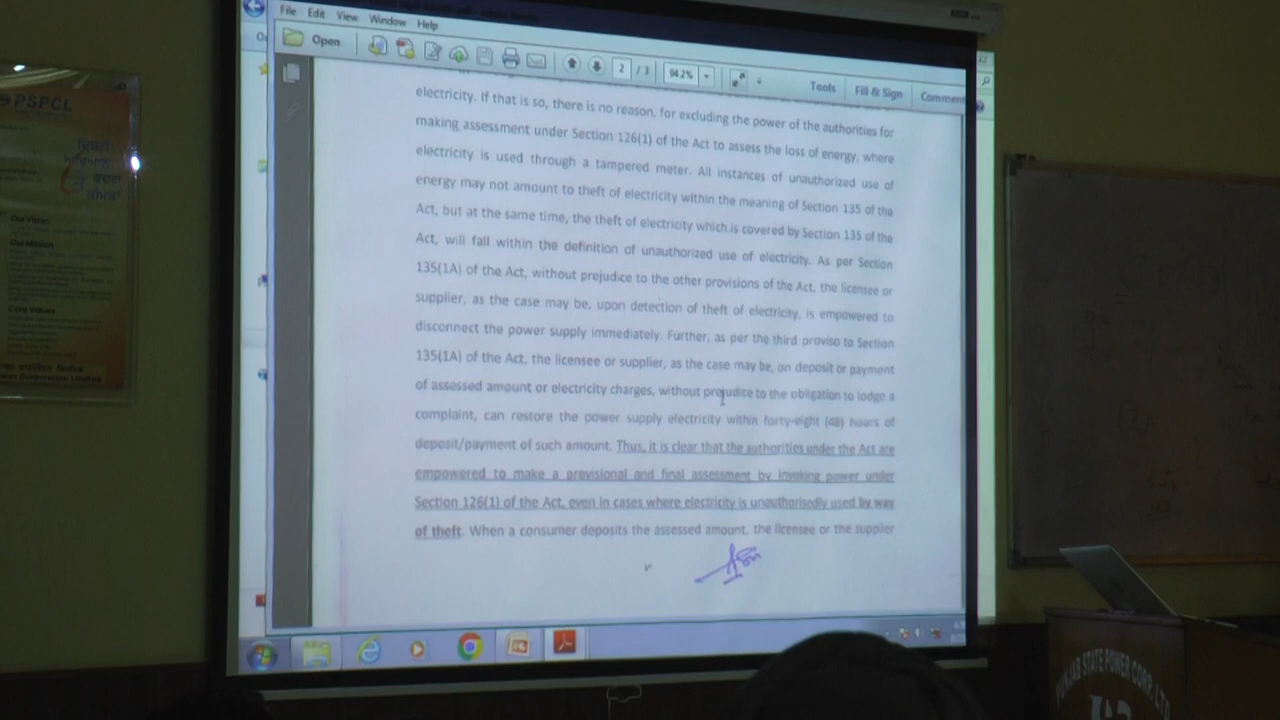 File Edit View Window Help
Open
2 / 3
94.2%
Tools
Fill & Sign
Comment
electricity. If that is so, there is no reason, for excluding the power of the authorities for
making assessment under Section 126(1) of the Act to assess the loss of energy, where
electricity is used through a tampered meter. All instances of unauthorized use of
energy may not amount to theft of electricity within the meaning of Section 135 of the
Act, but at the same time, the theft of electricity which is covered by Section 135 of the
Act, will fall within the definition of unauthorized use of electricity. As per Section
135(1A) of the Act, without prejudice to the other provisions of the Act, the licensee or
supplier, as the case may be, upon detection of theft of electricity, is empowered to
disconnect the power supply immediately. Further, as per the third proviso to Section
135(1A) of the Act, the licensee or supplier, as the case may be, on deposit or payment
of assessed amount or electricity charges, without prejudice to the obligation to lodge a
complaint, can restore the power supply electricity within forty-eight (48) hours of
deposit/payment of such amount. Thus, it is clear that the authorities under the Act are
empowered to make a provisional and final assessment by invoking power under
Section 126(1) of the Act, even in cases where electricity is unauthorisedly used by way
of theft. When a consumer deposits the assessed amount, the licensee or the supplier
PSPCL
Our Vision
Our Mission
Core Values
Power Corporation Limited
PUNJAB STATE POWER CORP. LTD